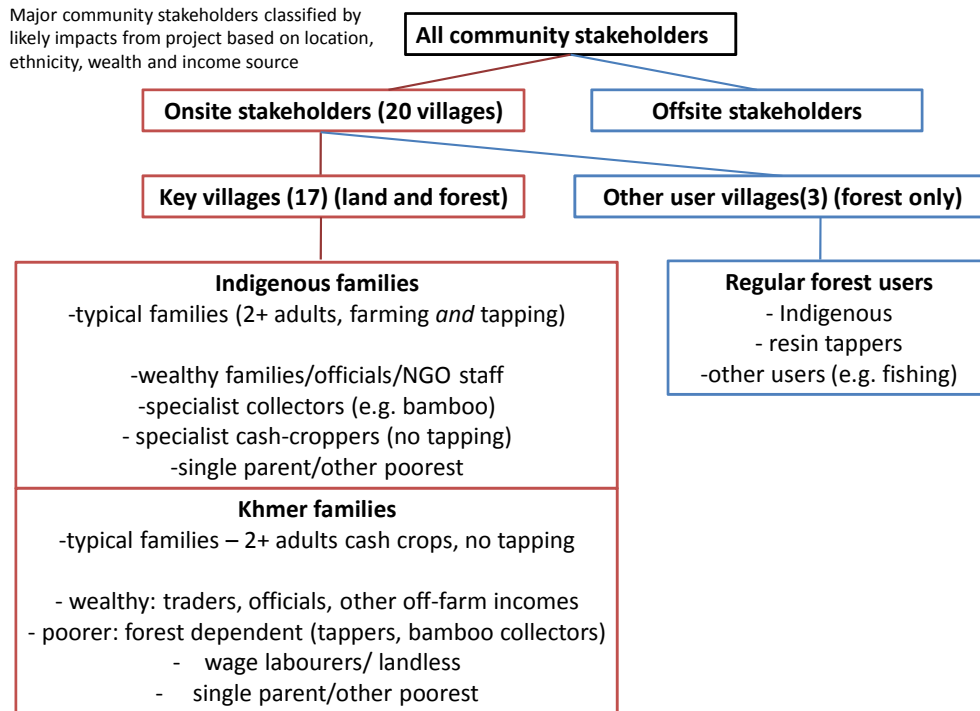 Major community stakeholders classified by
likely impacts from project based on location,
ethnicity, wealth and income source
All community stakeholders
Onsite stakeholders (20 villages)
Offsite stakeholders
Key villages (17) (land and forest)
Other user villages(3) (forest only)
Indigenous families
-typical families (2+ adults, farming and tapping)
-wealthy families/officials/NGO staff
-specialist collectors (e.g. bamboo)
- specialist cash-croppers (no tapping)
-single parent/other poorest
Regular forest users
- Indigenous
- resin tappers
-other users (e.g. fishing)
Khmer families
-typical families – 2+ adults cash crops, no tapping
- wealthy: traders, officials, other off-farm incomes
- poorer: forest dependent (tappers, bamboo collectors)
- wage labourers/ landless
- single parent/other poorest